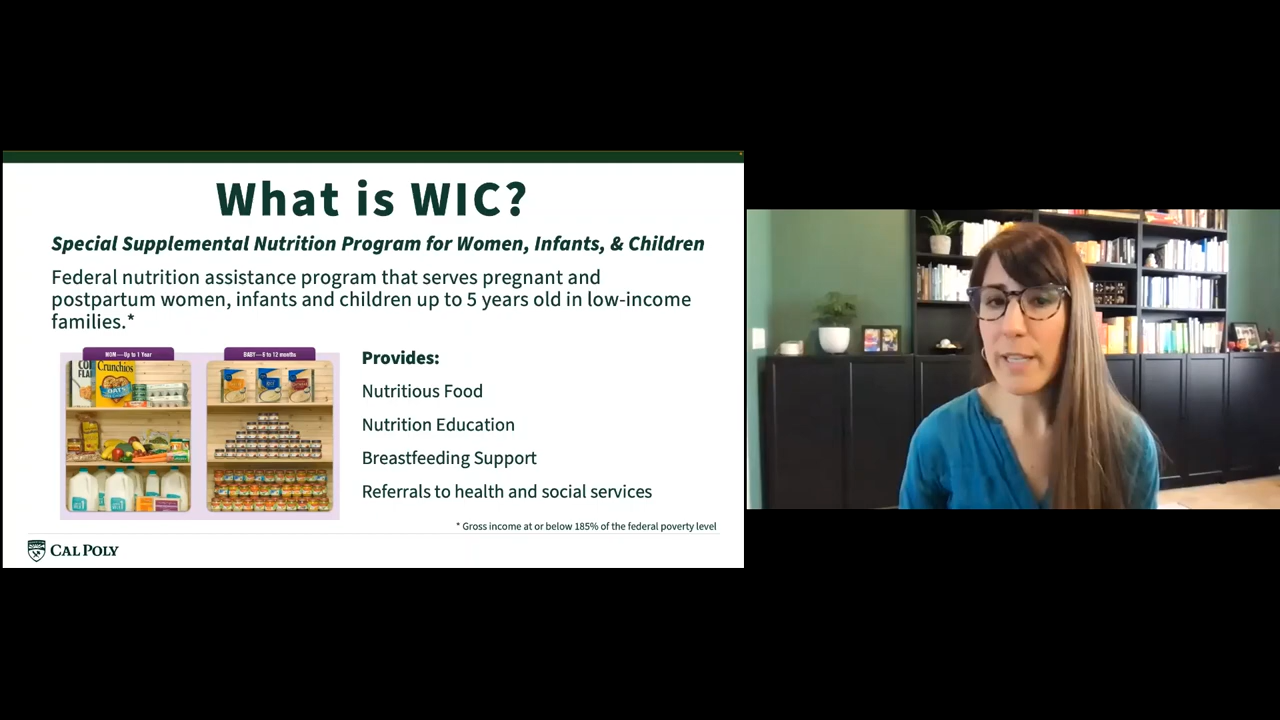 What is WIC?
Special Supplemental Nutrition Program for Women, Infants, & Children
Federal nutrition assistance program that serves pregnant and
postpartum women, infants and children up to 5 years old in low-income
families.*
MOM—Up to 1 Year
BABY—6 to 12 months
Crunchios
OATS
Provides:
Nutritious Food
Nutrition Education
Breastfeeding Support
Referrals to health and social services
* Gross income at or below 185% of the federal poverty level
CAL POLY